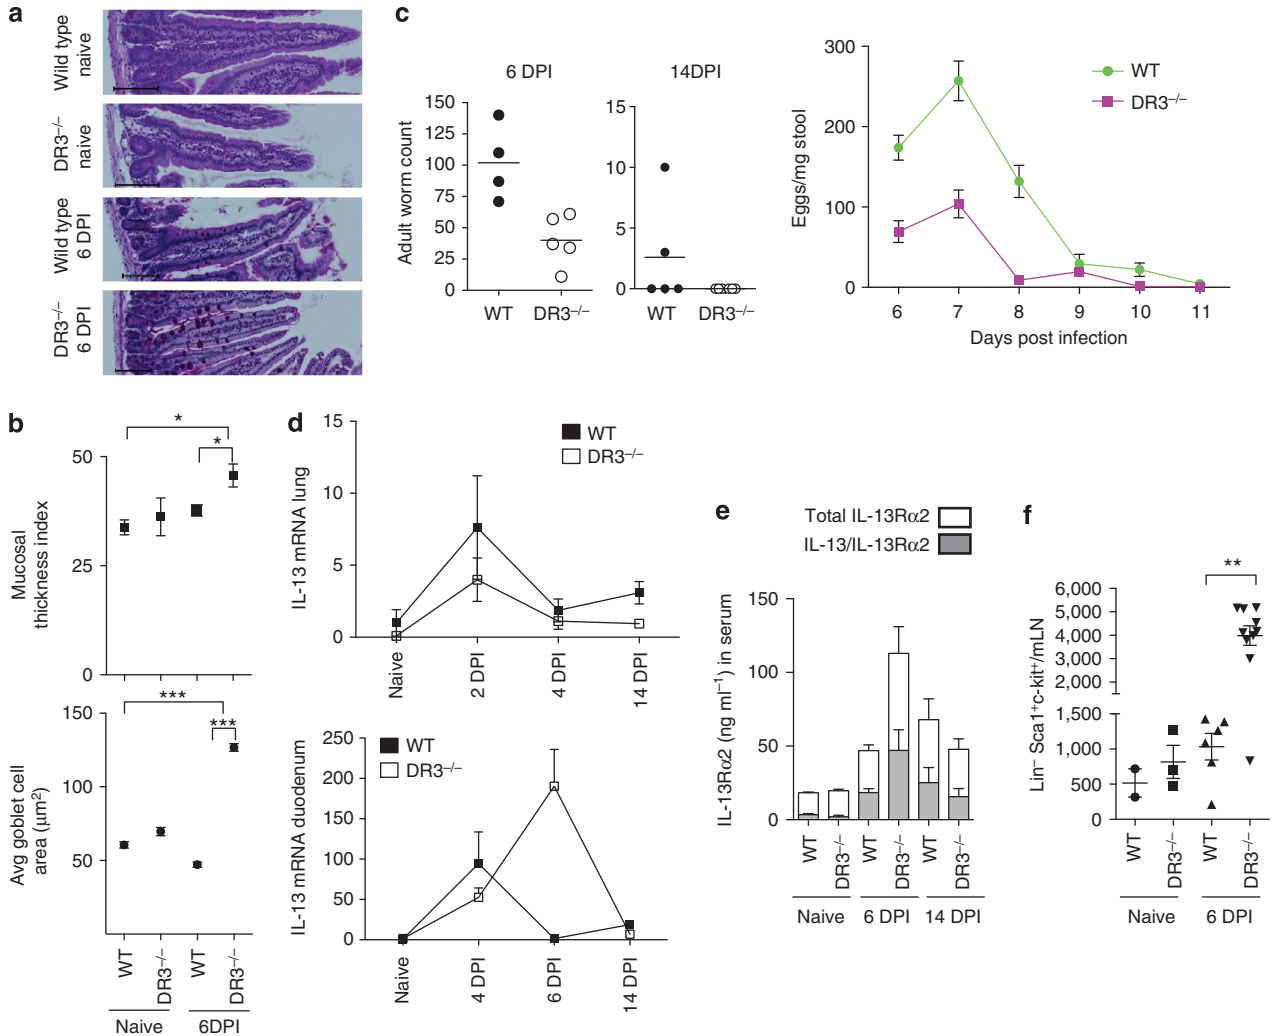 a
Wild type
naive
DR3–/–
naive
Wild type
6 DPI
DR3–/–
6 DPI
c
6 DPI
14DPI
Adult worm count
150
125
100
75
50
25
0
WT
DR3–/–
15
10
5
0
WT
DR3–/–
Eggs/mg stool
300
200
100
0
6
7
8
9
10
11
Days post infection
WT
DR3–/–
b
Mucosal
thickness index
50
25
0
*
*
Avg goblet cell
area (μm2)
150
100
50
***
***
WT
DR3–/–
WT
DR3–/–
Naive
6DPI
d
IL-13 mRNA lung
15
10
5
0
WT
DR3–/–
Naive
2 DPI
4 DPI
14 DPI
IL-13 mRNA duodenum
250
200
150
100
50
0
WT
DR3–/–
Naive
4 DPI
6 DPI
14 DPI
e
Total IL-13Rα2
IL-13/IL-13Rα2
IL-13Rα2 (ng ml–1) in serum
150
100
50
0
WT
DR3–/–
WT
DR3–/–
WT
DR3–/–
Naive
6 DPI
14 DPI
f
Lin– Sca1+c-kit+/mLN
6,000
5,000
4,000
3,000
2,000
1,500
1,000
500
0
**
WT
DR3–/–
WT
DR3–/–
Naive
6 DPI